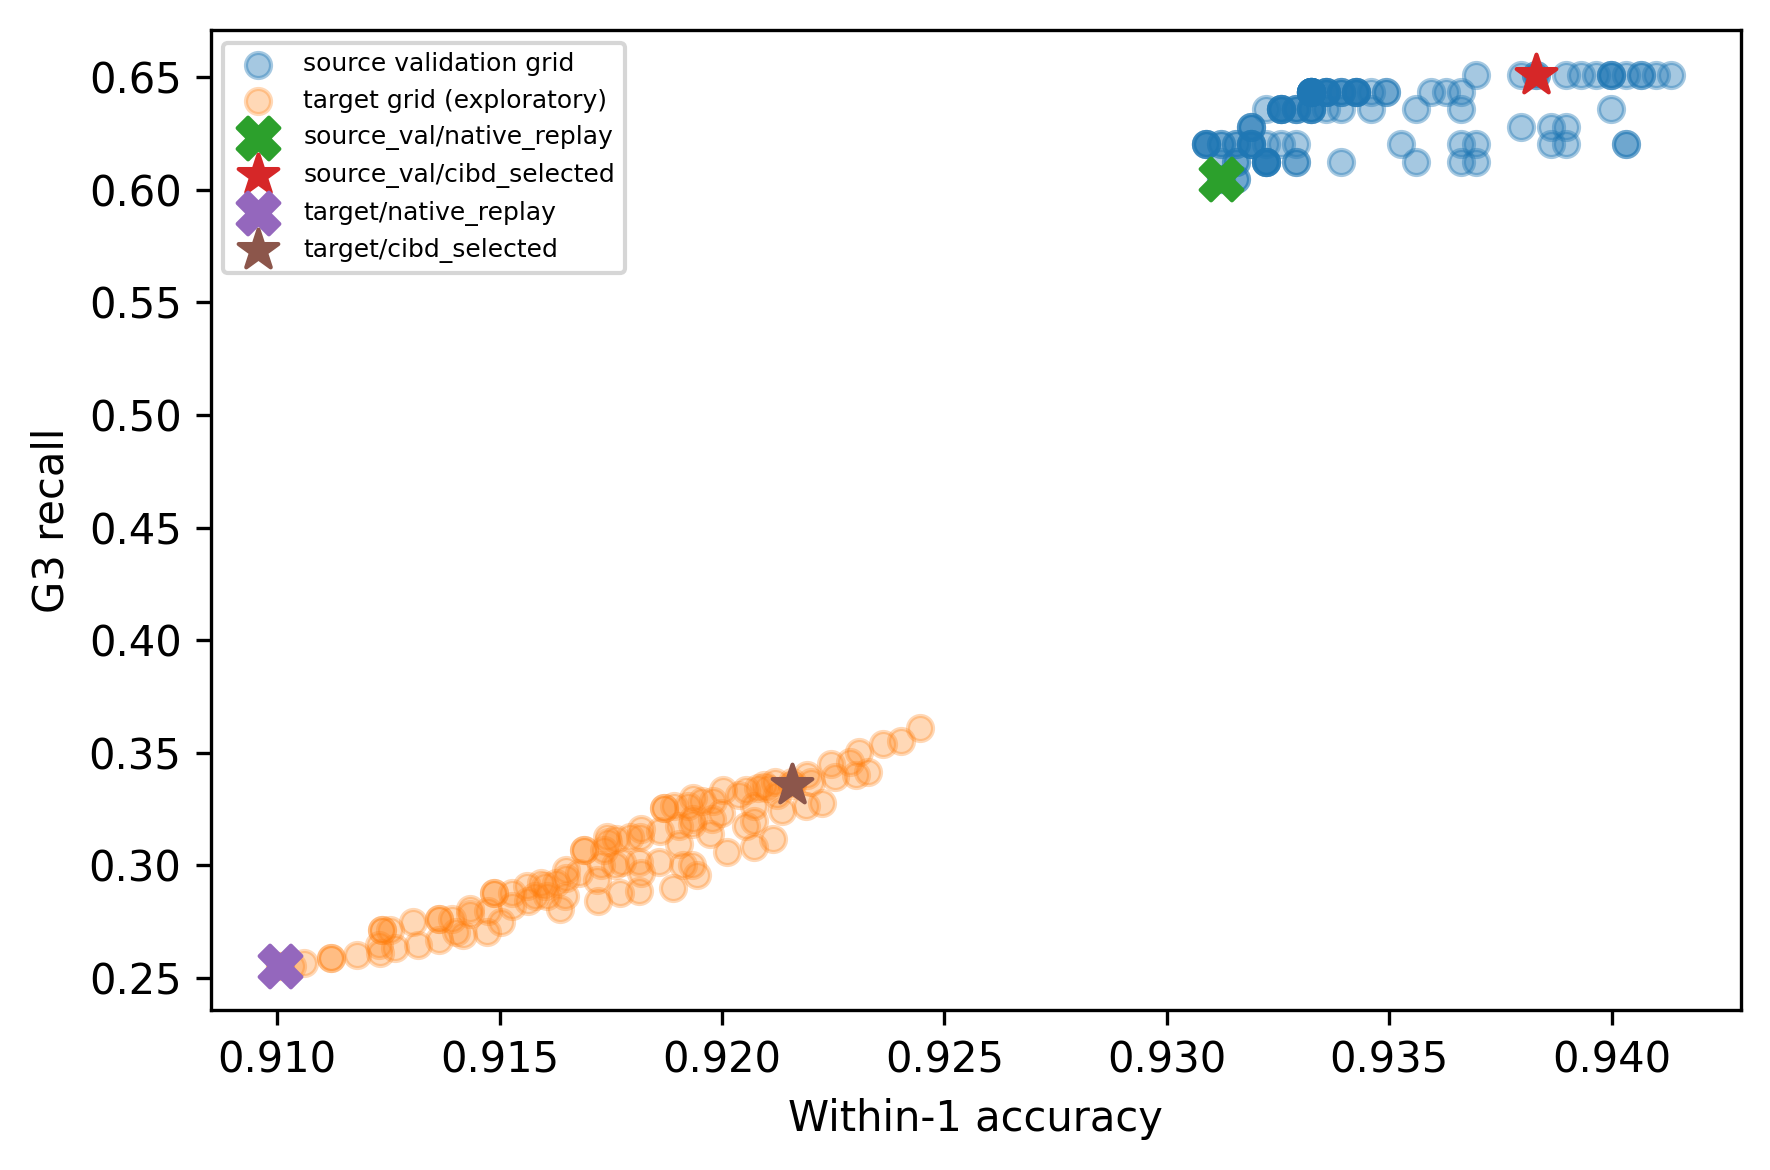 source validation grid
target grid (exploratory)
source_val/native_replay
source_val/cibd_selected
target/native_replay
target/cibd_selected
0.65
0.60
0.55
0.50
0.45
0.40
0.35
0.30
0.25
G3 recall
0.910 0.915 0.920 0.925 0.930 0.935 0.940
Within-1 accuracy